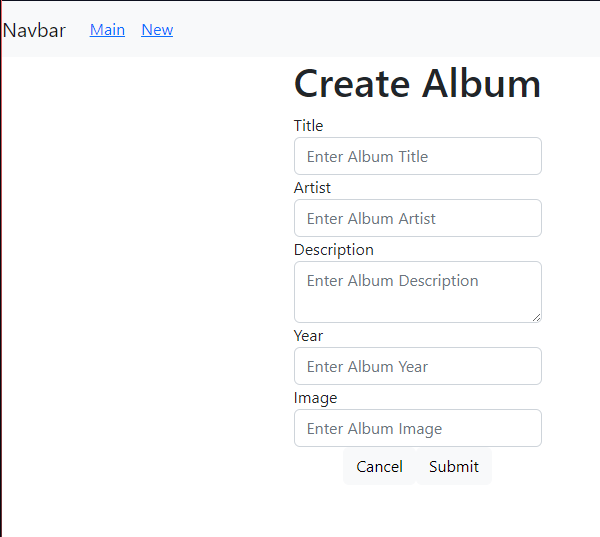 Navbar Main New
Create Album
Title
Enter Album Title
Artist
Enter Album Artist
Description
Enter Album Description
Year
Enter Album Year
Image
Enter Album Image
Cancel Submit